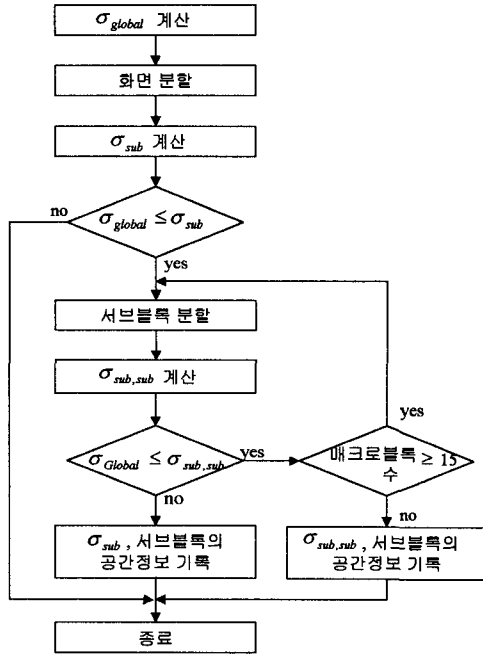 σ_global 계산
화면 분할
σ_sub 계산
σ_global ≤ σ_sub
no
yes
서브블록 분할
σ_sub,sub 계산
yes
σ_Global ≤ σ_sub,sub
yes
매크로블록 ≥ 15
수
no
no
σ_sub , 서브블록의
공간정보 기록
σ_sub,sub , 서브블록의
공간정보 기록
종료